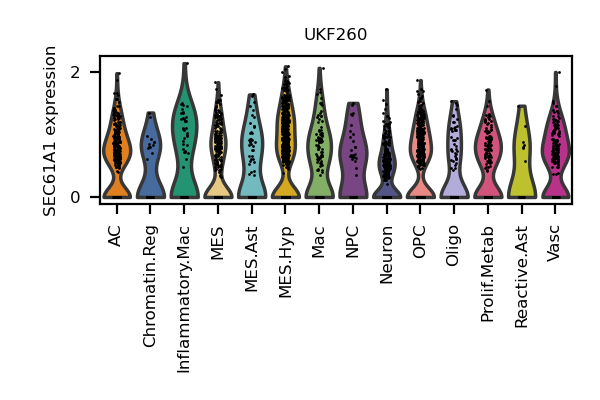 UKF260
SEC61A1 expression
2
0
AC
Chromatin.Reg
Inflammatory.Mac
MES
MES.Ast
MES.Hyp
Mac
NPC
Neuron
OPC
Oligo
Prolif.Metab
Reactive.Ast
Vasc